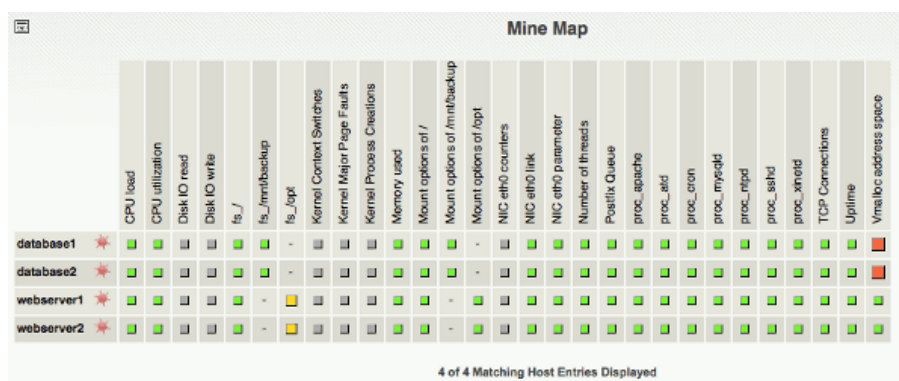 Mine Map
CPU load
CPU utilization
Disk IO read
Disk IO write
fs_/
fs_/mnt/backup
fs_/opt
Kernel Context Switches
Kernel Major Page Faults
Kernel Process Creations
Memory used
Mount options of /
Mount options of /mnt/backup
Mount options of /opt
NIC eth0 counters
NIC eth0 link
NIC eth0 parameter
Number of threads
Postfix Queue
proc_apache
proc_atd
proc_cron
proc_mysqld
proc_ntpd
proc_sshd
proc_xinetd
TCP Connections
Uptime
Vmalloc address space
database1 - -
database2 - -
webserver1 - -
webserver2 - -
4 of 4 Matching Host Entries Displayed